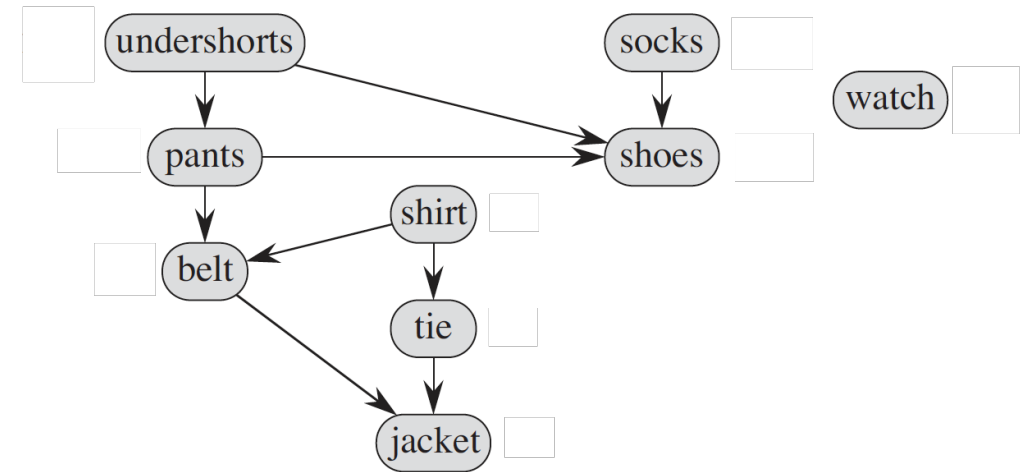 undershorts
socks
watch
pants
shoes
shirt
belt
tie
jacket